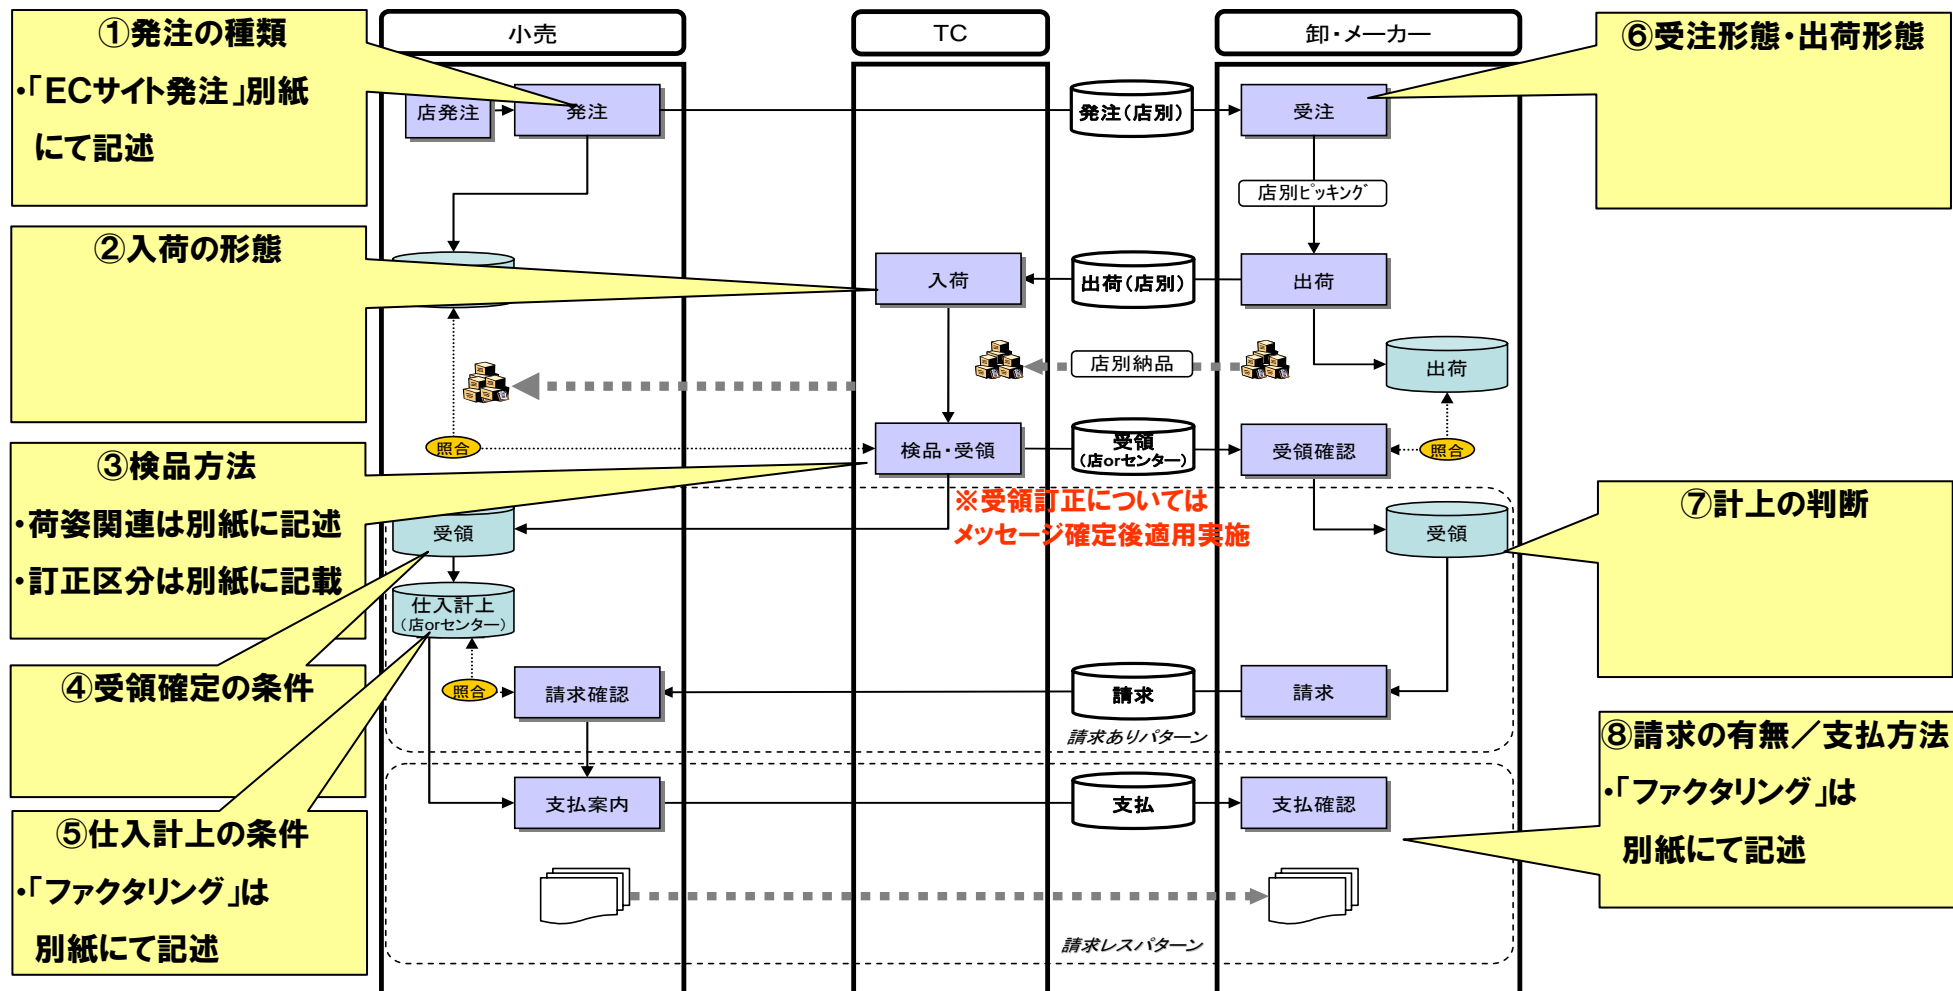 小売
TC
卸・メーカー
①発注の種類
・「ECサイト発注」別紙
にて記述
⑥受注形態・出荷形態
店発注
発注
発注(店別)
受注
店別ピッキング
②入荷の形態
入荷
出荷(店別)
出荷
店別納品
出荷
照合
検品・受領
受領
(店orセンター)
受領確認
照合
③検品方法
・荷姿関連は別紙に記述
・訂正区分は別紙に記載
※受領訂正については
メッセージ確定後適用実施
⑦計上の判断
受領
受領
仕入計上
(店orセンター)
④受領確定の条件
照合
請求確認
請求
請求
請求ありパターン
⑧請求の有無／支払方法
・「ファクタリング」は
別紙にて記述
支払案内
支払
支払確認
⑤仕入計上の条件
・「ファクタリング」は
別紙にて記述
請求レスパターン